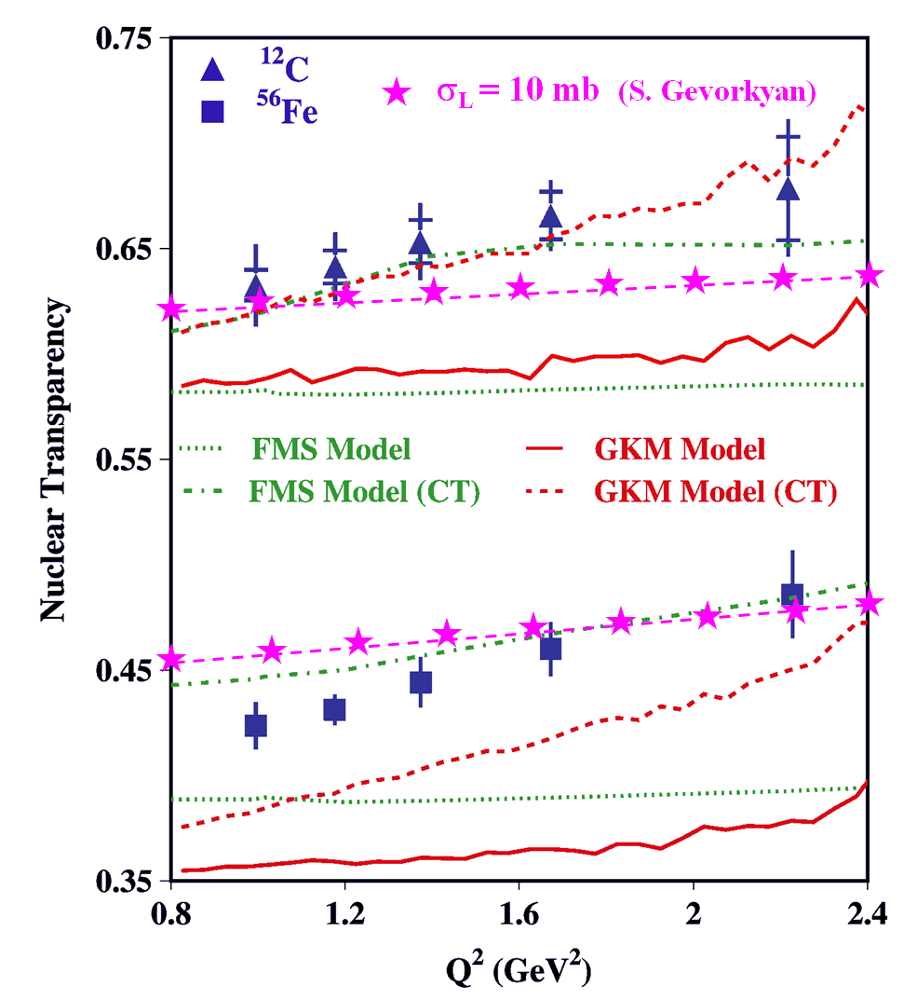 0.75
¹²C
σL = 10 mb (S. Gevorkyan)
⁵⁶Fe
0.65
FMS Model
GKM Model
0.55
FMS Model (CT)
GKM Model (CT)
Nuclear Transparency
0.45
0.35
0.8 1.2 1.6 2 2.4
Q² (GeV²)